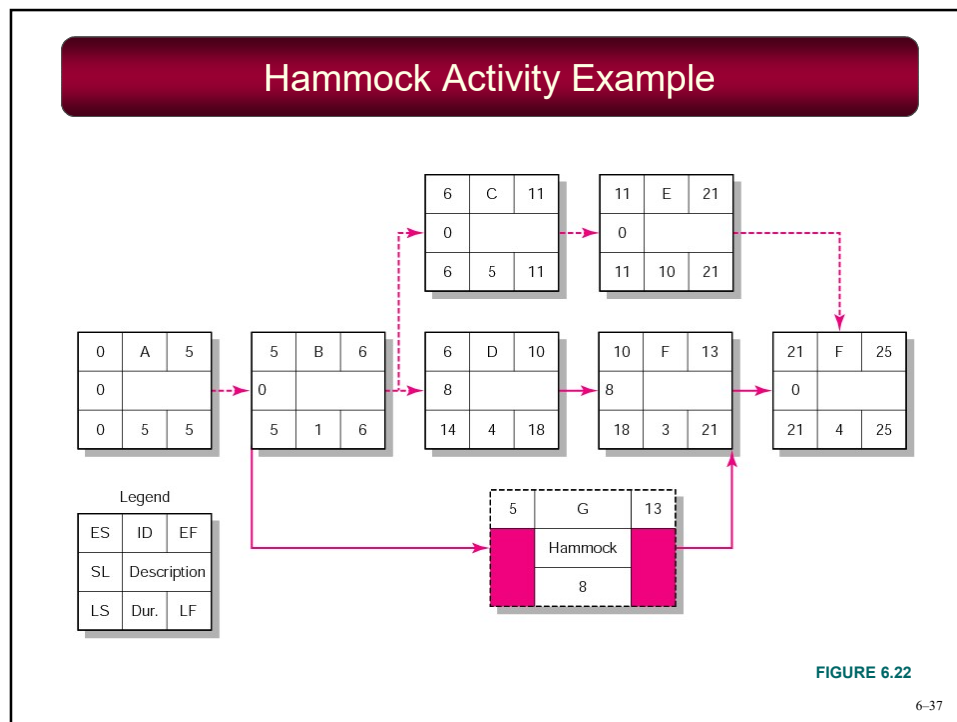 Hammock Activity Example
6 C 11
0
6 5 11
11 E 21
0
11 10 21
0 A 5
0
0 5 5
5 B 6
0
5 1 6
6 D 10
8
14 4 18
10 F 13
8
18 3 21
21 F 25
0
21 4 25
5 G 13
Hammock
8
Legend
ES ID EF
SL Description
LS Dur. LF
FIGURE 6.22
6–37